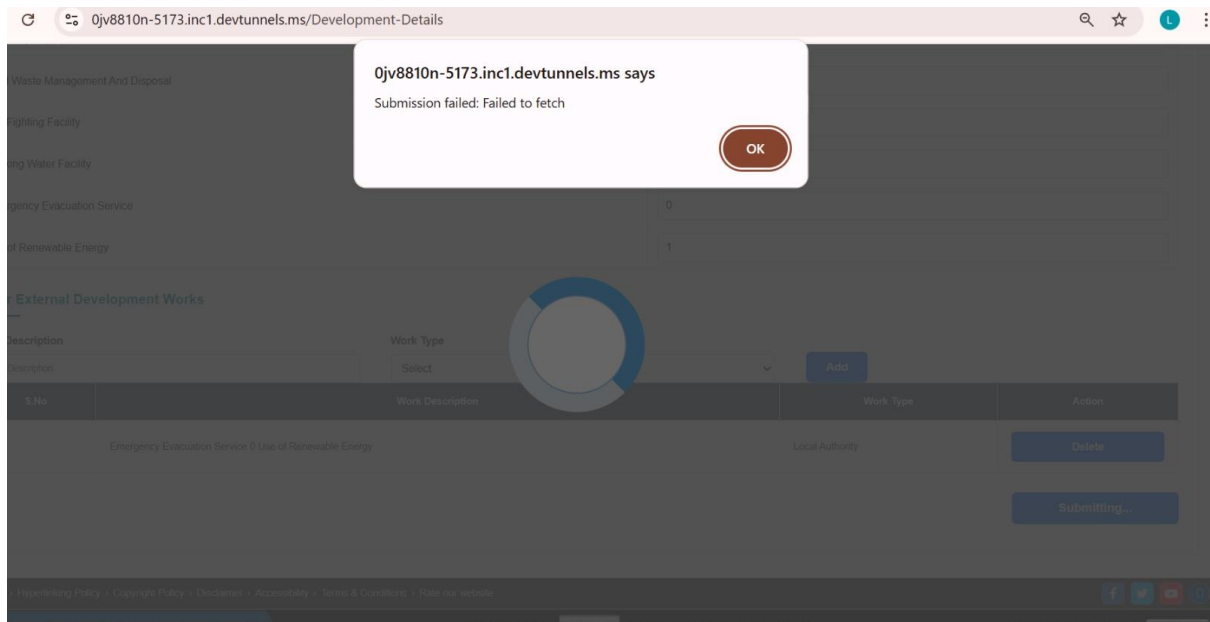 0jv8810n-5173.inc1.devtunnels.ms/Development-Details
L
0jv8810n-5173.inc1.devtunnels.ms says
Submission failed: Failed to fetch
OK
Waste Management And Disposal
Fighting Facility
ing Water Facility
rgency Evacuation Service 0
of Renewable Energy 1
r External Development Works
Description Work Type
Description Select Add
S.No Work Description Work Type Action
Emergency Evacuation Service 0 Use of Renewable Energy Local Authority Delete
Submitting...
Hyperlinking Policy Copyright Policy Disclaimer Accessibility Terms & Conditions Rate our website